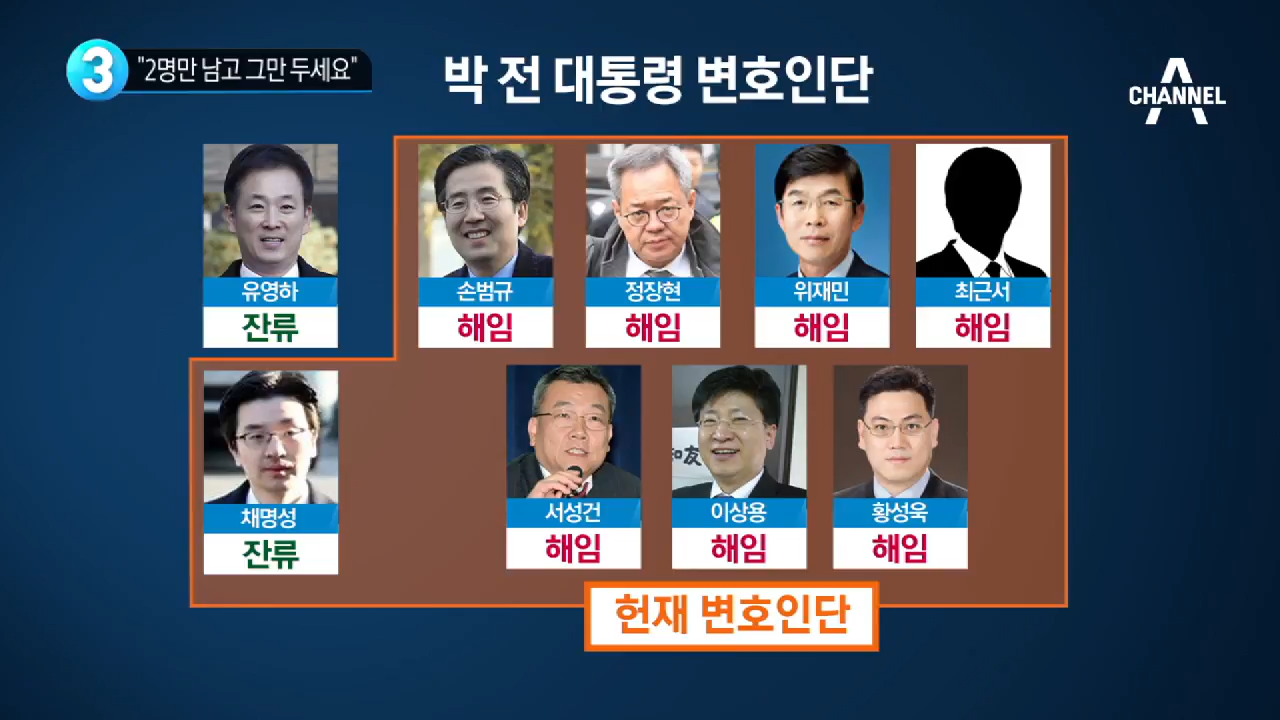 3 "2명만 남고 그만 두세요"
박 전 대통령 변호인단
CHANNEL A
유영하
잔류
손범규
해임
정장현
해임
위재민
해임
최근서
해임
채명성
잔류
서성건
해임
和友
이상용
해임
황성욱
해임
헌재 변호인단